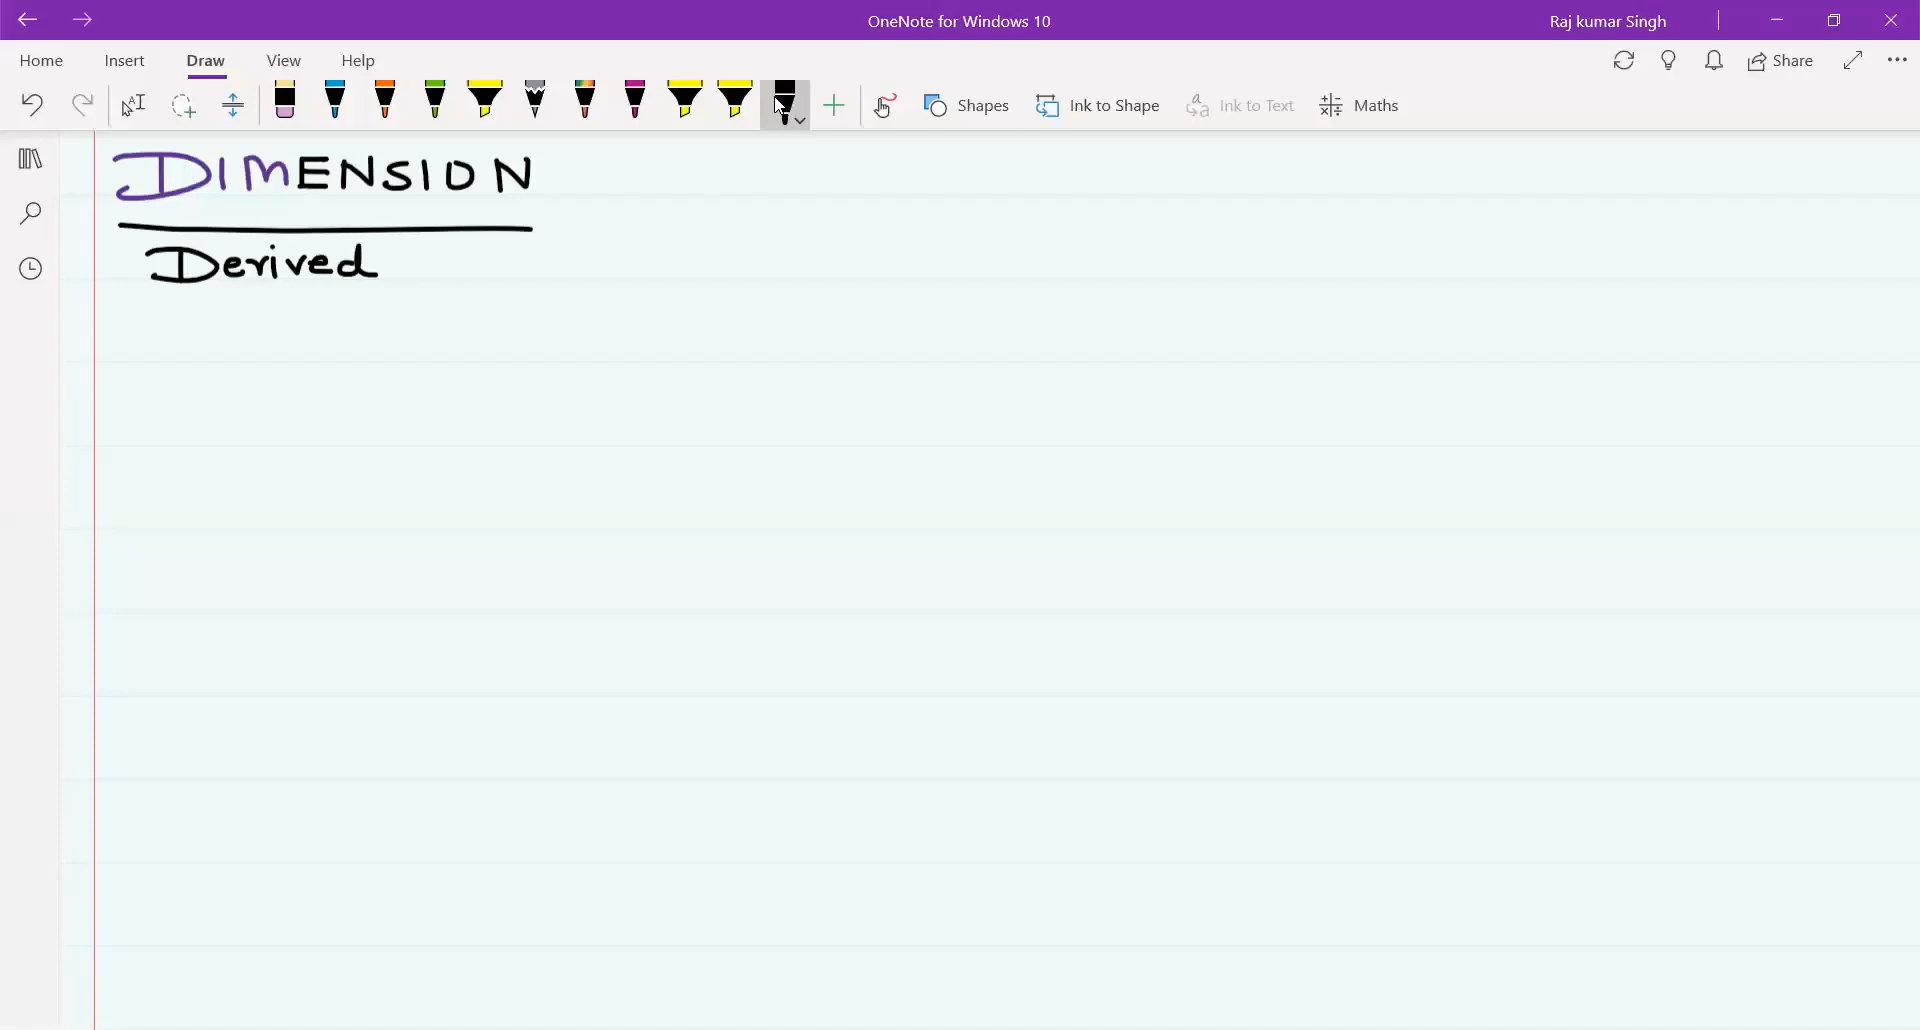 OneNote for Windows 10
Raj kumar Singh
Home Insert Draw View Help
Share
Shapes Ink to Shape Ink to Text Maths
DIMENSION
Derived